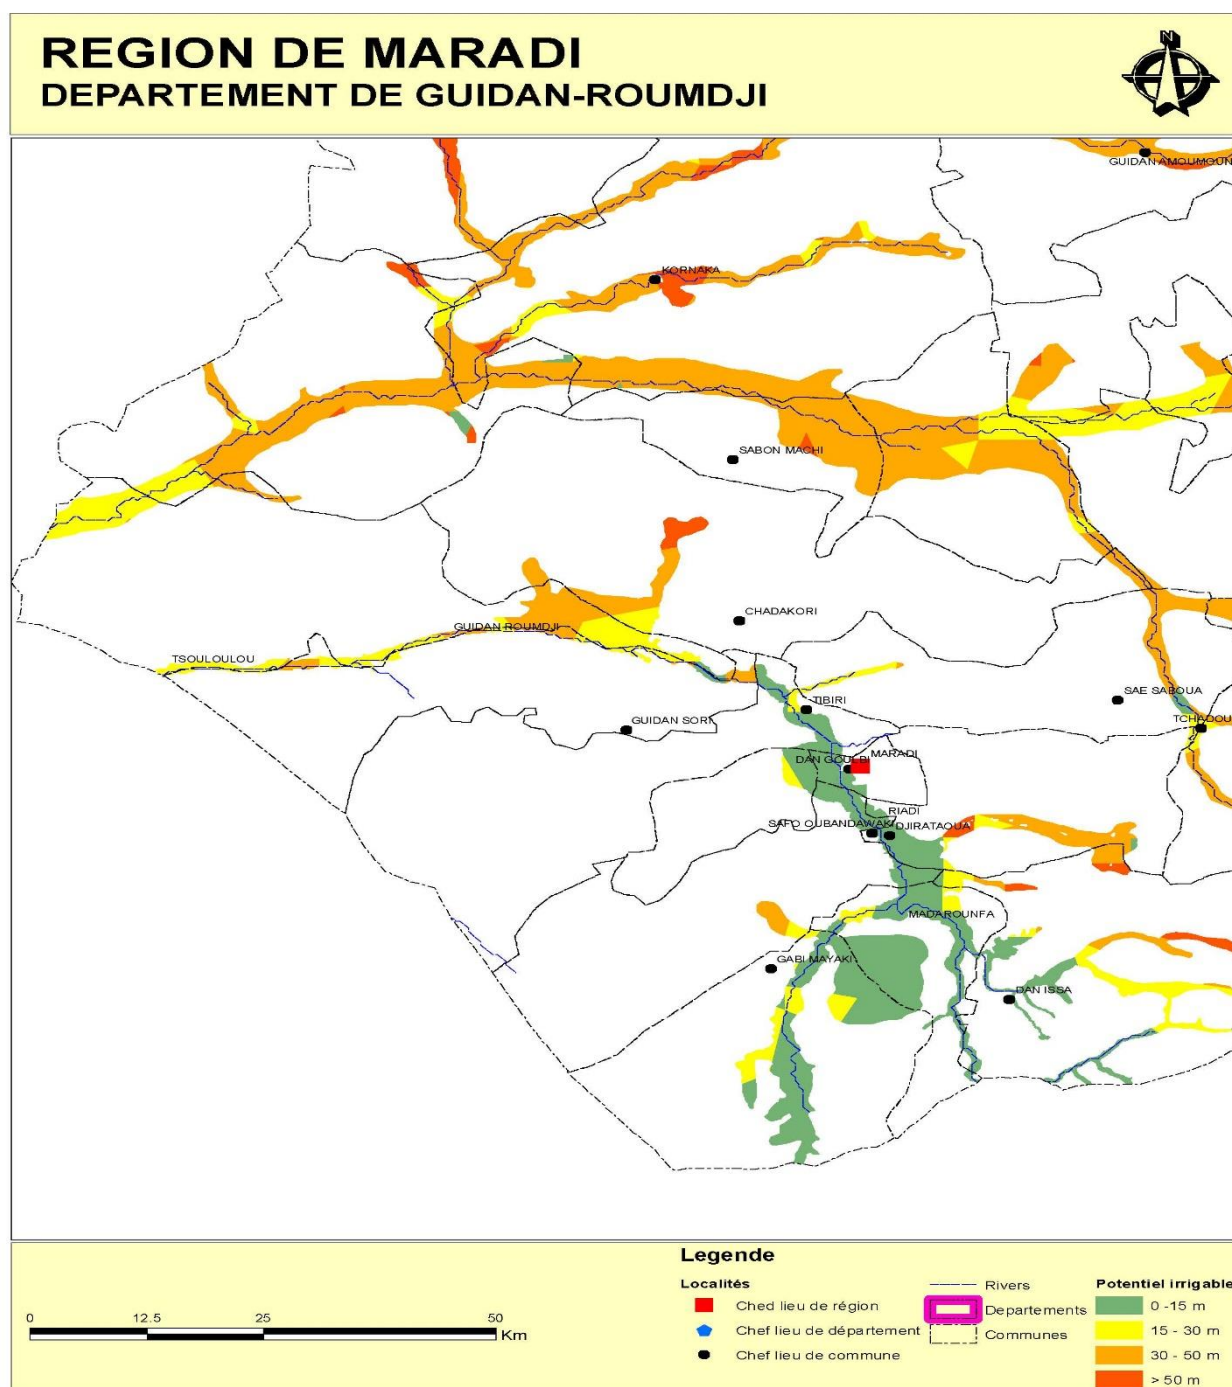 REGION DE MARADI
DEPARTEMENT DE GUIDAN-ROUMDJI
N
GUIDAN AMOUMOUN
KORNAKA
SABON MACHI
CHADAKORI
GUIDAN ROUMDJI
TSOULOULOU
SAE SABOUA
TIBIRI
GUIDAN SORI
TCHADOU
MARADI
DAN GOULBI
RIADI
SAFO OUBANDAWAKI
DJIRATAOUA
MADAROUNFA
GABI MAYAKI
DAN ISSA
Legende
Localités
Ched lieu de région
Chef lieu de département
Chef lieu de commune
Rivers
Departements
Communes
Potentiel irrigable
0 -15 m
15 - 30 m
30 - 50 m
> 50 m
0 12.5 25 50
Km